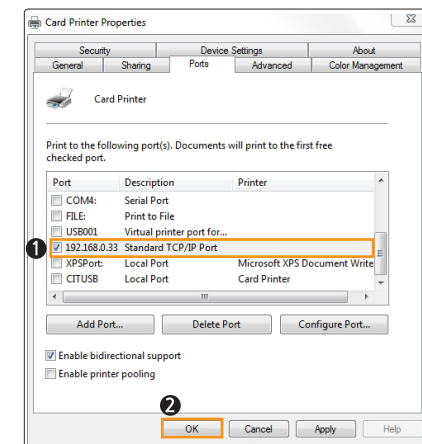 Card Printer Properties
Security Device Settings About
General Sharing Ports Advanced Color Management
Card Printer
Print to the following port(s). Documents will print to the first free
checked port.
Port Description Printer
COM4: Serial Port
FILE: Print to File
USB001 Virtual printer port for...
1 192.168.0.33 Standard TCP/IP Port
XPSPort: Local Port Microsoft XPS Document Write
CITUSB Local Port Card Printer
Add Port... Delete Port Configure Port...
Enable bidirectional support
Enable printer pooling
2
OK Cancel Apply Help